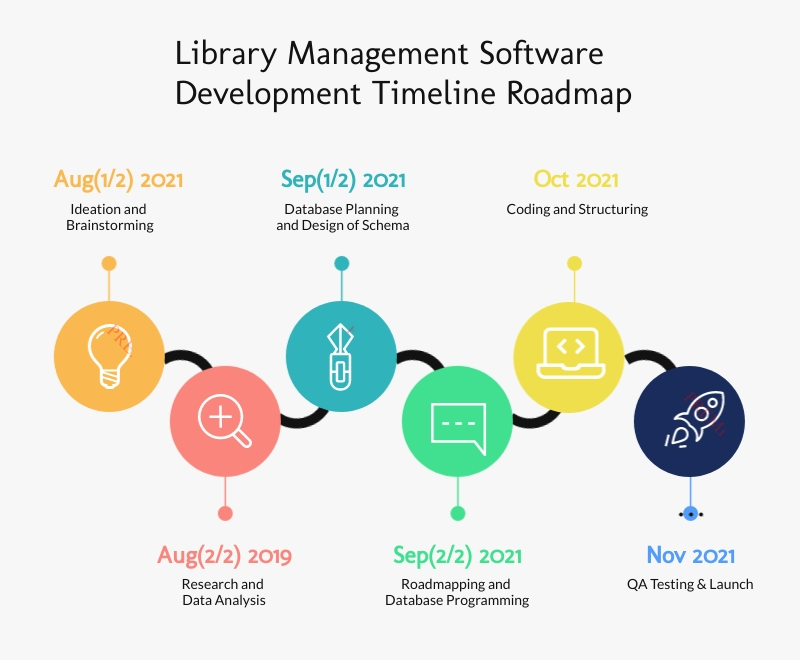 Library Management Software
Development Timeline Roadmap
Aug(1/2) 2021
Ideation and
Brainstorming
Aug(2/2) 2019
Research and
Data Analysis
Sep(1/2) 2021
Database Planning
and Design of Schema
Sep(2/2) 2021
Roadmapping and
Database Programming
Oct 2021
Coding and Structuring
Nov 2021
QA Testing & Launch